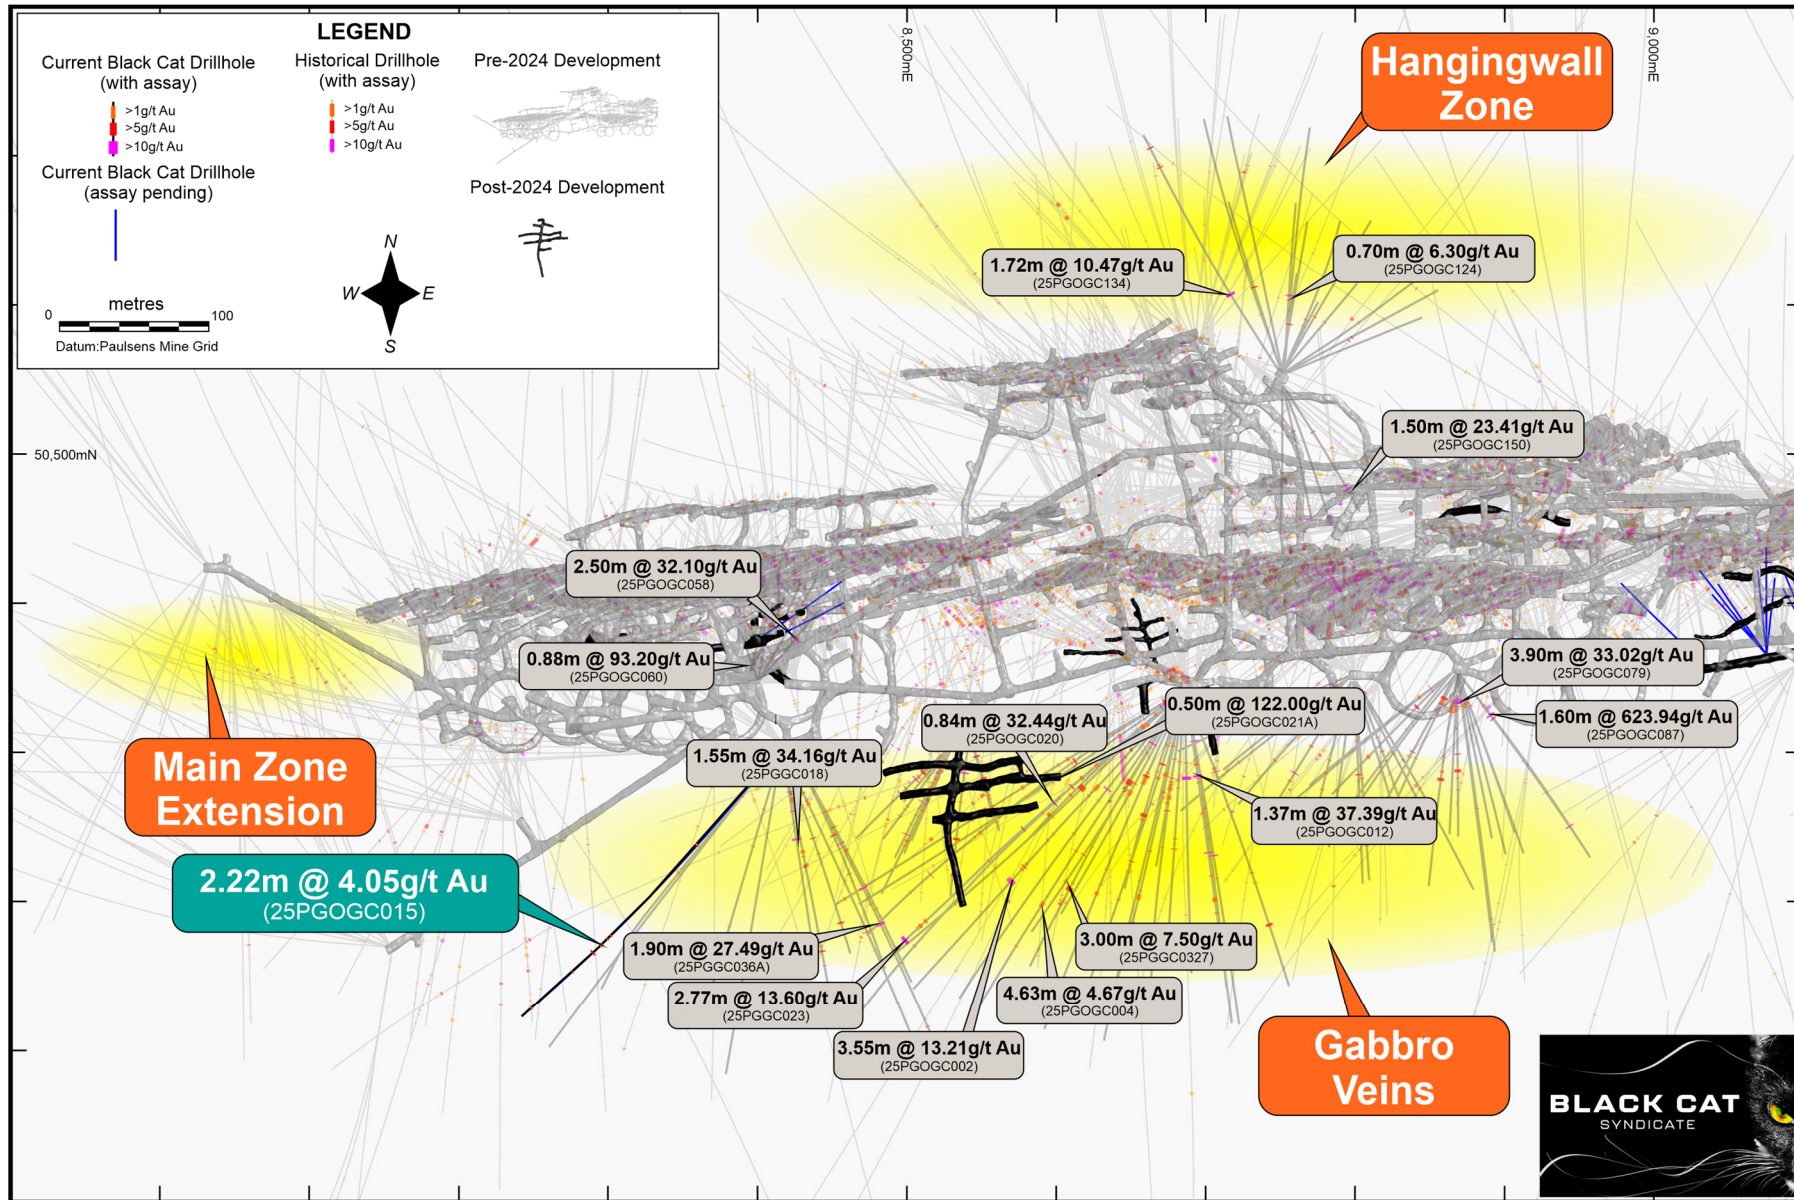 LEGEND
Current Black Cat Drillhole
(with assay)
>1g/t Au
>5g/t Au
>10g/t Au
Current Black Cat Drillhole
(assay pending)
Historical Drillhole
(with assay)
>1g/t Au
>5g/t Au
>10g/t Au
Pre-2024 Development
Post-2024 Development
N
W
E
S
metres
0
100
Datum:Paulsens Mine Grid
8,500mE
9,000mE
50,500mN
Hangingwall
Zone
1.72m @ 10.47g/t Au
(25PGOGC134)
0.70m @ 6.30g/t Au
(25PGOGC124)
1.50m @ 23.41g/t Au
(25PGOGC150)
2.50m @ 32.10g/t Au
(25PGOGC058)
0.88m @ 93.20g/t Au
(25PGOGC060)
3.90m @ 33.02g/t Au
(25PGOGC079)
1.60m @ 623.94g/t Au
(25PGOGC087)
0.50m @ 122.00g/t Au
(25PGOGC021A)
0.84m @ 32.44g/t Au
(25PGOGC020)
1.55m @ 34.16g/t Au
(25PGGC018)
Main Zone
Extension
1.37m @ 37.39g/t Au
(25PGOGC012)
2.22m @ 4.05g/t Au
(25PGOGC015)
1.90m @ 27.49g/t Au
(25PGGC036A)
3.00m @ 7.50g/t Au
(25PGGC0327)
2.77m @ 13.60g/t Au
(25PGGC023)
4.63m @ 4.67g/t Au
(25PGOGC004)
3.55m @ 13.21g/t Au
(25PGOGC002)
Gabbro
Veins
BLACK CAT
SYNDICATE